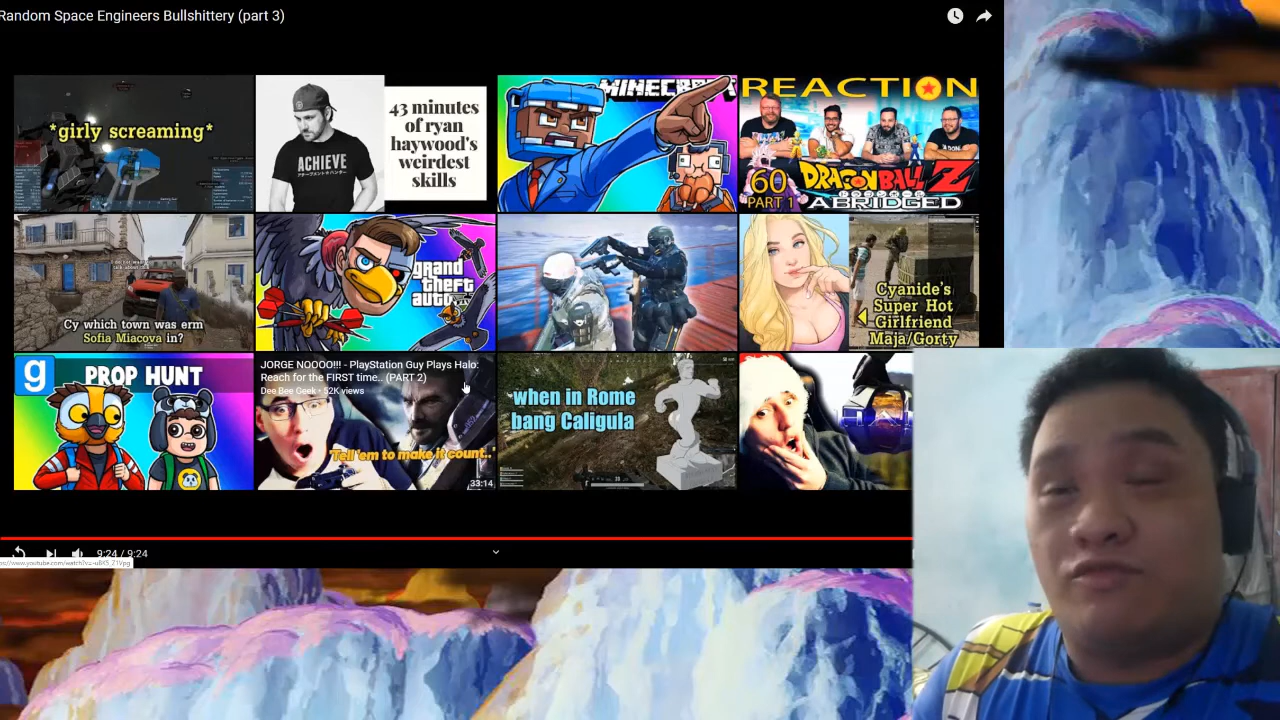 Random Space Engineers Bullshittery (part 3)
*girly screaming*
ACHIEVE
43 minutes
of ryan
haywood's
weirdest
skills
MINECRAFT
REACTION
60
PART 1
DRAGONBALL Z
ABRIDGED
Cy which town was erm
Sofia Miacova in?
grand
theft
auto
Cyanide's
Super Hot
Girlfriend
Maja/Gorty
g
PROP HUNT
JORGE NOOOO!!! - PlayStation Guy Plays Halo:
Reach for the FIRST time.. (PART 2)
Dee Bee Geek • 52K views
'Tell 'em to make it count..'
33:14
when in Rome
bang Caligula
9:24 / 9:24